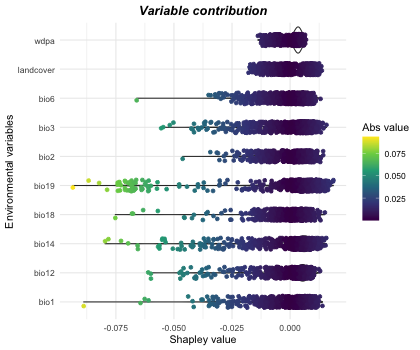 Variable contribution
Environmental variables
wdpa
landcover
bio6
bio3
bio2
bio19
bio18
bio14
bio12
bio1
-0.075 -0.050 -0.025 0.000
Shapley value
Abs value
0.075
0.050
0.025